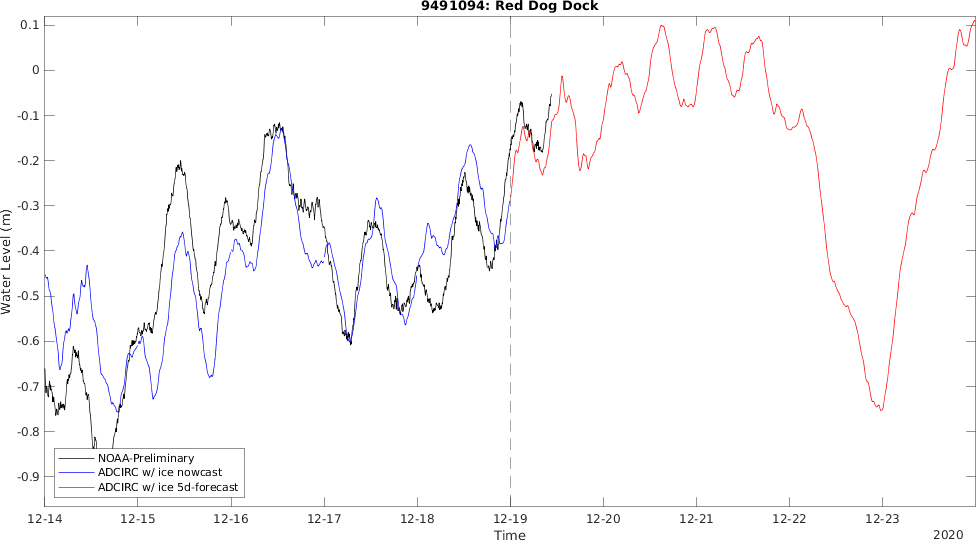 9491094: Red Dog Dock
0.1
0
-0.1
-0.2
-0.3
-0.4
-0.5
-0.6
-0.7
-0.8
-0.9
Water Level (m)
NOAA-Preliminary
ADCIRC w/ ice nowcast
ADCIRC w/ ice 5d-forecast
12-14 12-15 12-16 12-17 12-18 12-19 12-20 12-21 12-22 12-23
Time
2020